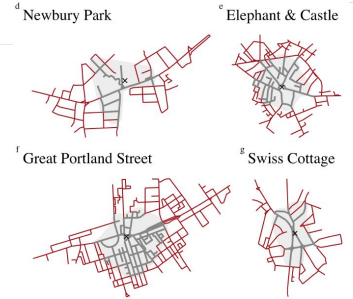 d Newbury Park
e Elephant & Castle
f Great Portland Street
g Swiss Cottage